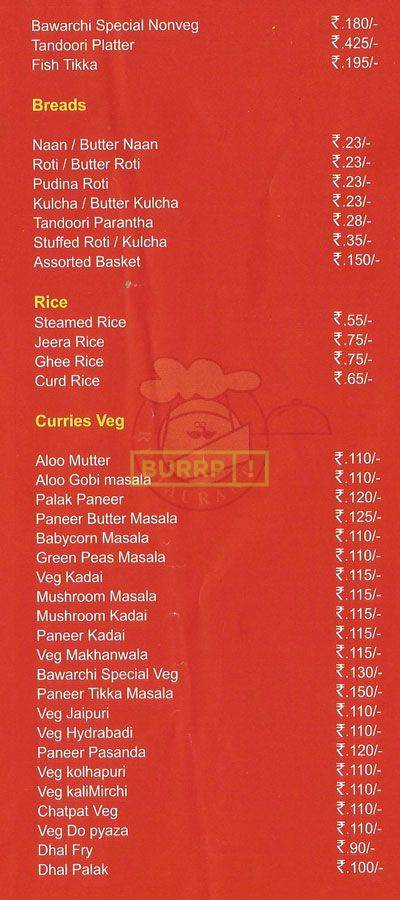 Bawarchi Special Nonveg ₹.180/-
Tandoori Platter ₹.425/-
Fish Tikka ₹.195/-
Breads
Naan / Butter Naan ₹.23/-
Roti / Butter Roti ₹.23/-
Pudina Roti ₹.23/-
Kulcha / Butter Kulcha ₹.23/-
Tandoori Parantha ₹.28/-
Stuffed Roti / Kulcha ₹.35/-
Assorted Basket ₹.150/-
Rice
Steamed Rice ₹.55/-
Jeera Rice ₹.75/-
Ghee Rice ₹.75/-
Curd Rice ₹.65/-
Curries Veg
Aloo Mutter ₹.110/-
BURRP!
Aloo Gobi masala ₹.110/-
Palak Paneer ₹.120/-
Paneer Butter Masala ₹.125/-
Babycorn Masala ₹.110/-
Green Peas Masala ₹.110/-
Veg Kadai ₹.115/-
Mushroom Masala ₹.115/-
Mushroom Kadai ₹.115/-
Paneer Kadai ₹.115/-
Veg Makhanwala ₹.115/-
Bawarchi Special Veg ₹.130/-
Paneer Tikka Masala ₹.150/-
Veg Jaipuri ₹.110/-
Veg Hydrabadi ₹.110/-
Paneer Pasanda ₹.120/-
Veg kolhapuri ₹.110/-
Veg kaliMirchi ₹.110/-
Chatpat Veg ₹.110/-
Veg Do pyaza ₹.110/-
Dhal Fry ₹.90/-
Dhal Palak ₹.100/-